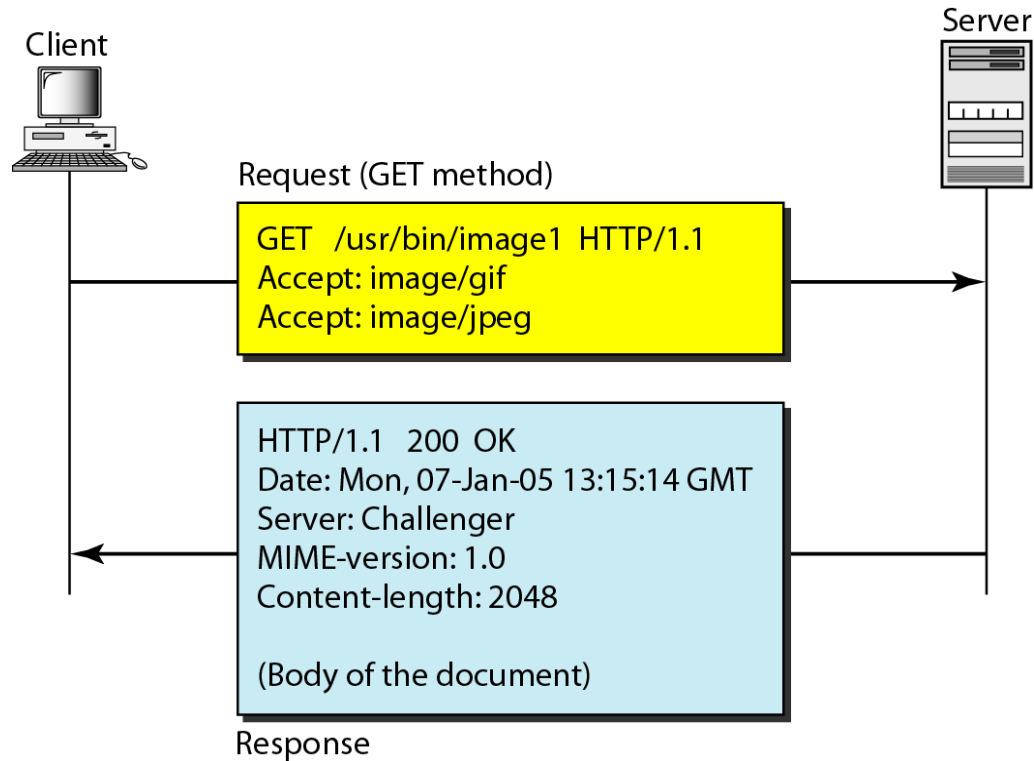 Client
Server
Request (GET method)
GET /usr/bin/image1 HTTP/1.1
Accept: image/gif
Accept: image/jpeg
HTTP/1.1 200 OK
Date: Mon, 07-Jan-05 13:15:14 GMT
Server: Challenger
MIME-version: 1.0
Content-length: 2048
(Body of the document)
Response